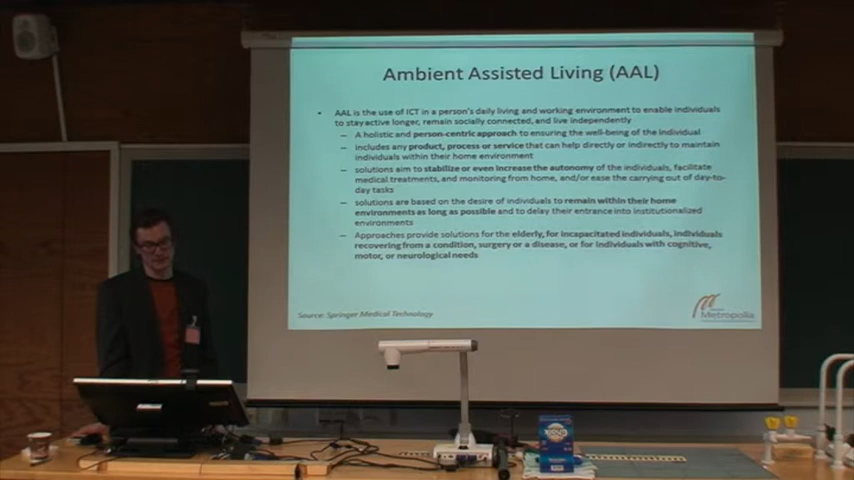 Ambient Assisted Living (AAL)
• AAL is the use of ICT in a person's daily living and working environment to enable individuals
to stay active longer, remain socially connected, and live independently
– A holistic and person-centric approach to ensuring the well-being of the individual
– includes any product, process or service that can help directly or indirectly to maintain
individuals within their home environment
– solutions aim to stabilize or even increase the autonomy of the individuals, facilitate
medical treatments, and monitoring from home, and/or ease the carrying out of day-to-
day tasks
– solutions are based on the desire of individuals to remain within their home
environments as long as possible and to delay their entrance into institutionalized
environments
– Approaches provide solutions for the elderly, for incapacitated individuals, individuals
recovering from a condition, surgery or a disease, or for individuals with cognitive,
motor, or neurological needs
Source: Springer Medical Technology
Metropolia